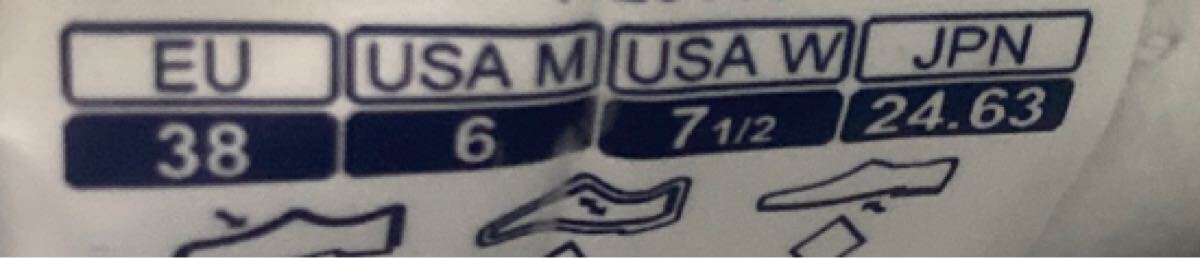 EU USA M USA W JPN
38 6 7 1/2 24.63